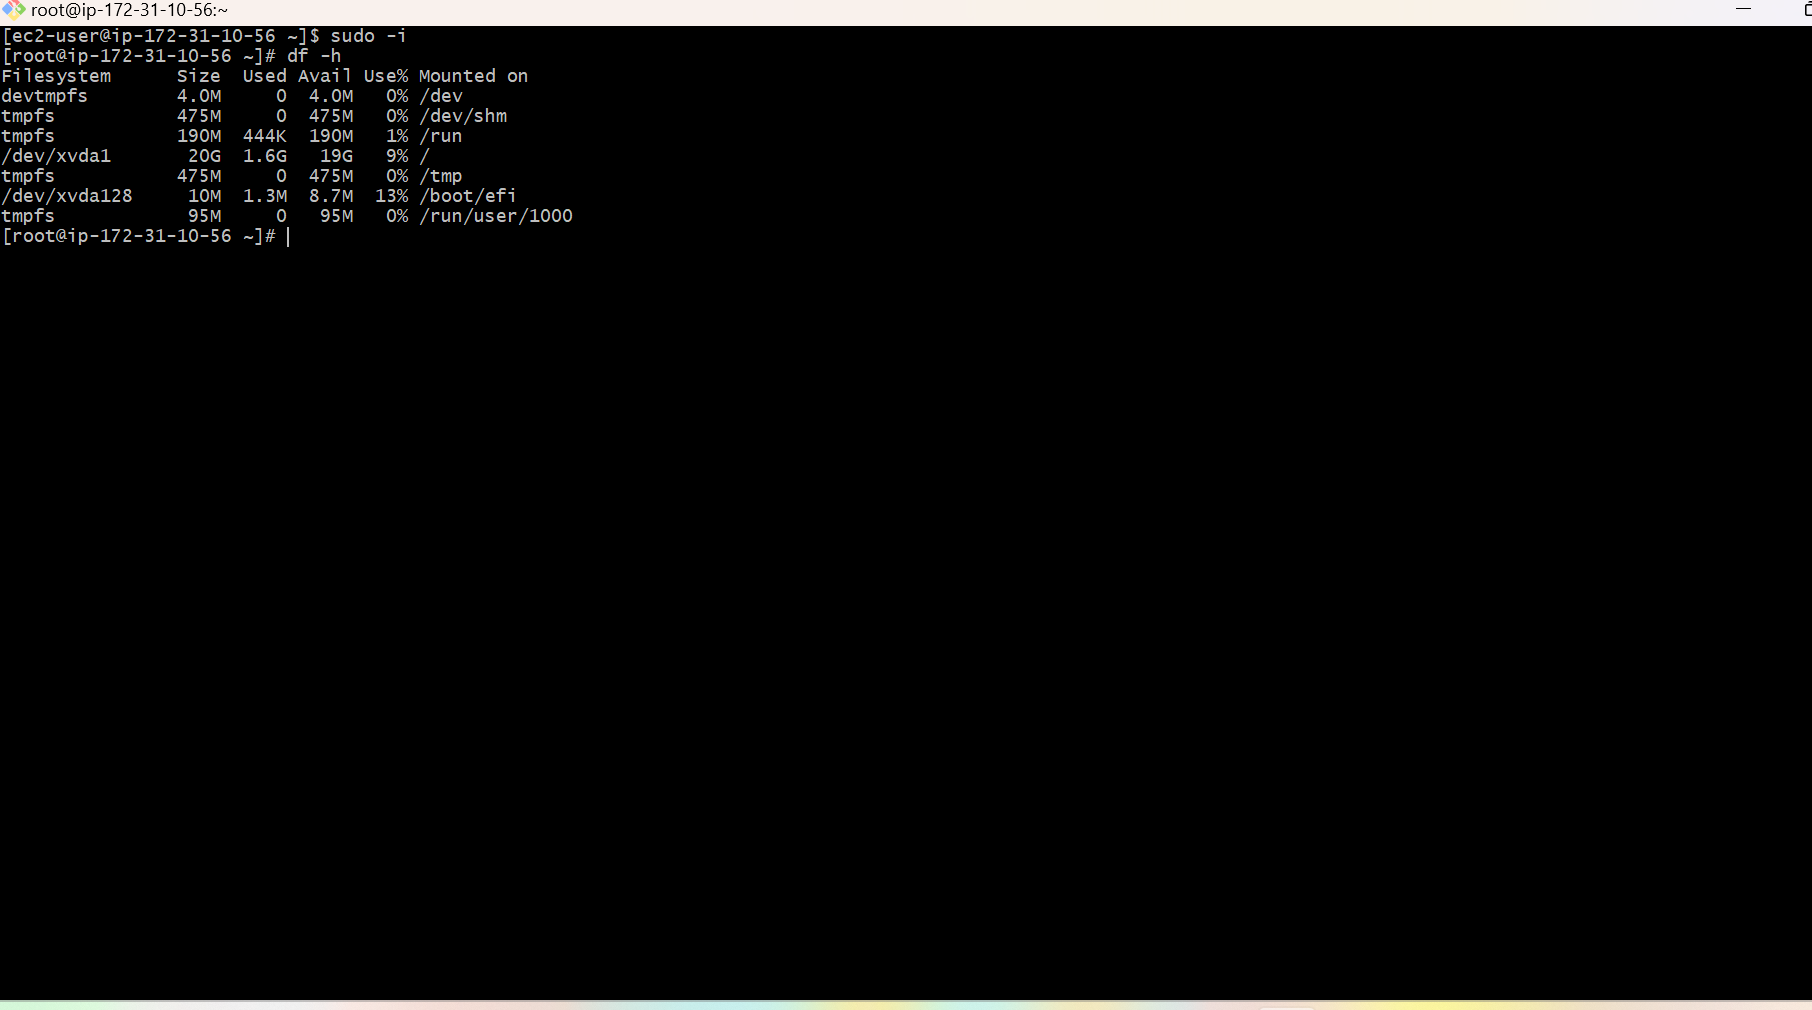 root@ip-172-31-10-56:~
[ec2-user@ip-172-31-10-56 ~]$ sudo -i
[root@ip-172-31-10-56 ~]# df -h
Filesystem      Size  Used Avail Use% Mounted on
devtmpfs        4.0M     0  4.0M   0% /dev
tmpfs           475M     0  475M   0% /dev/shm
tmpfs           190M  444K  190M   1% /run
/dev/xvda1       20G  1.6G   19G   9% /
tmpfs           475M     0  475M   0% /tmp
/dev/xvda128     10M  1.3M  8.7M  13% /boot/efi
tmpfs            95M     0   95M   0% /run/user/1000
[root@ip-172-31-10-56 ~]#